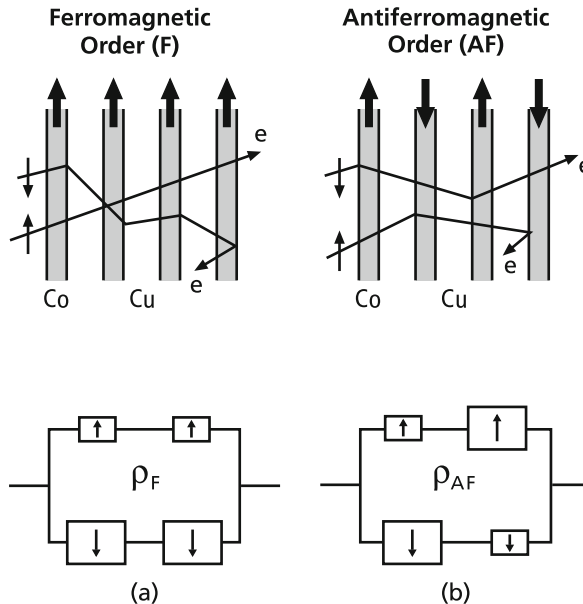 Ferromagnetic
Order (F)
Antiferromagnetic
Order (AF)
e
e
e
e
Co
Cu
Co
Cu
ρF
ρAF
(a)
(b)